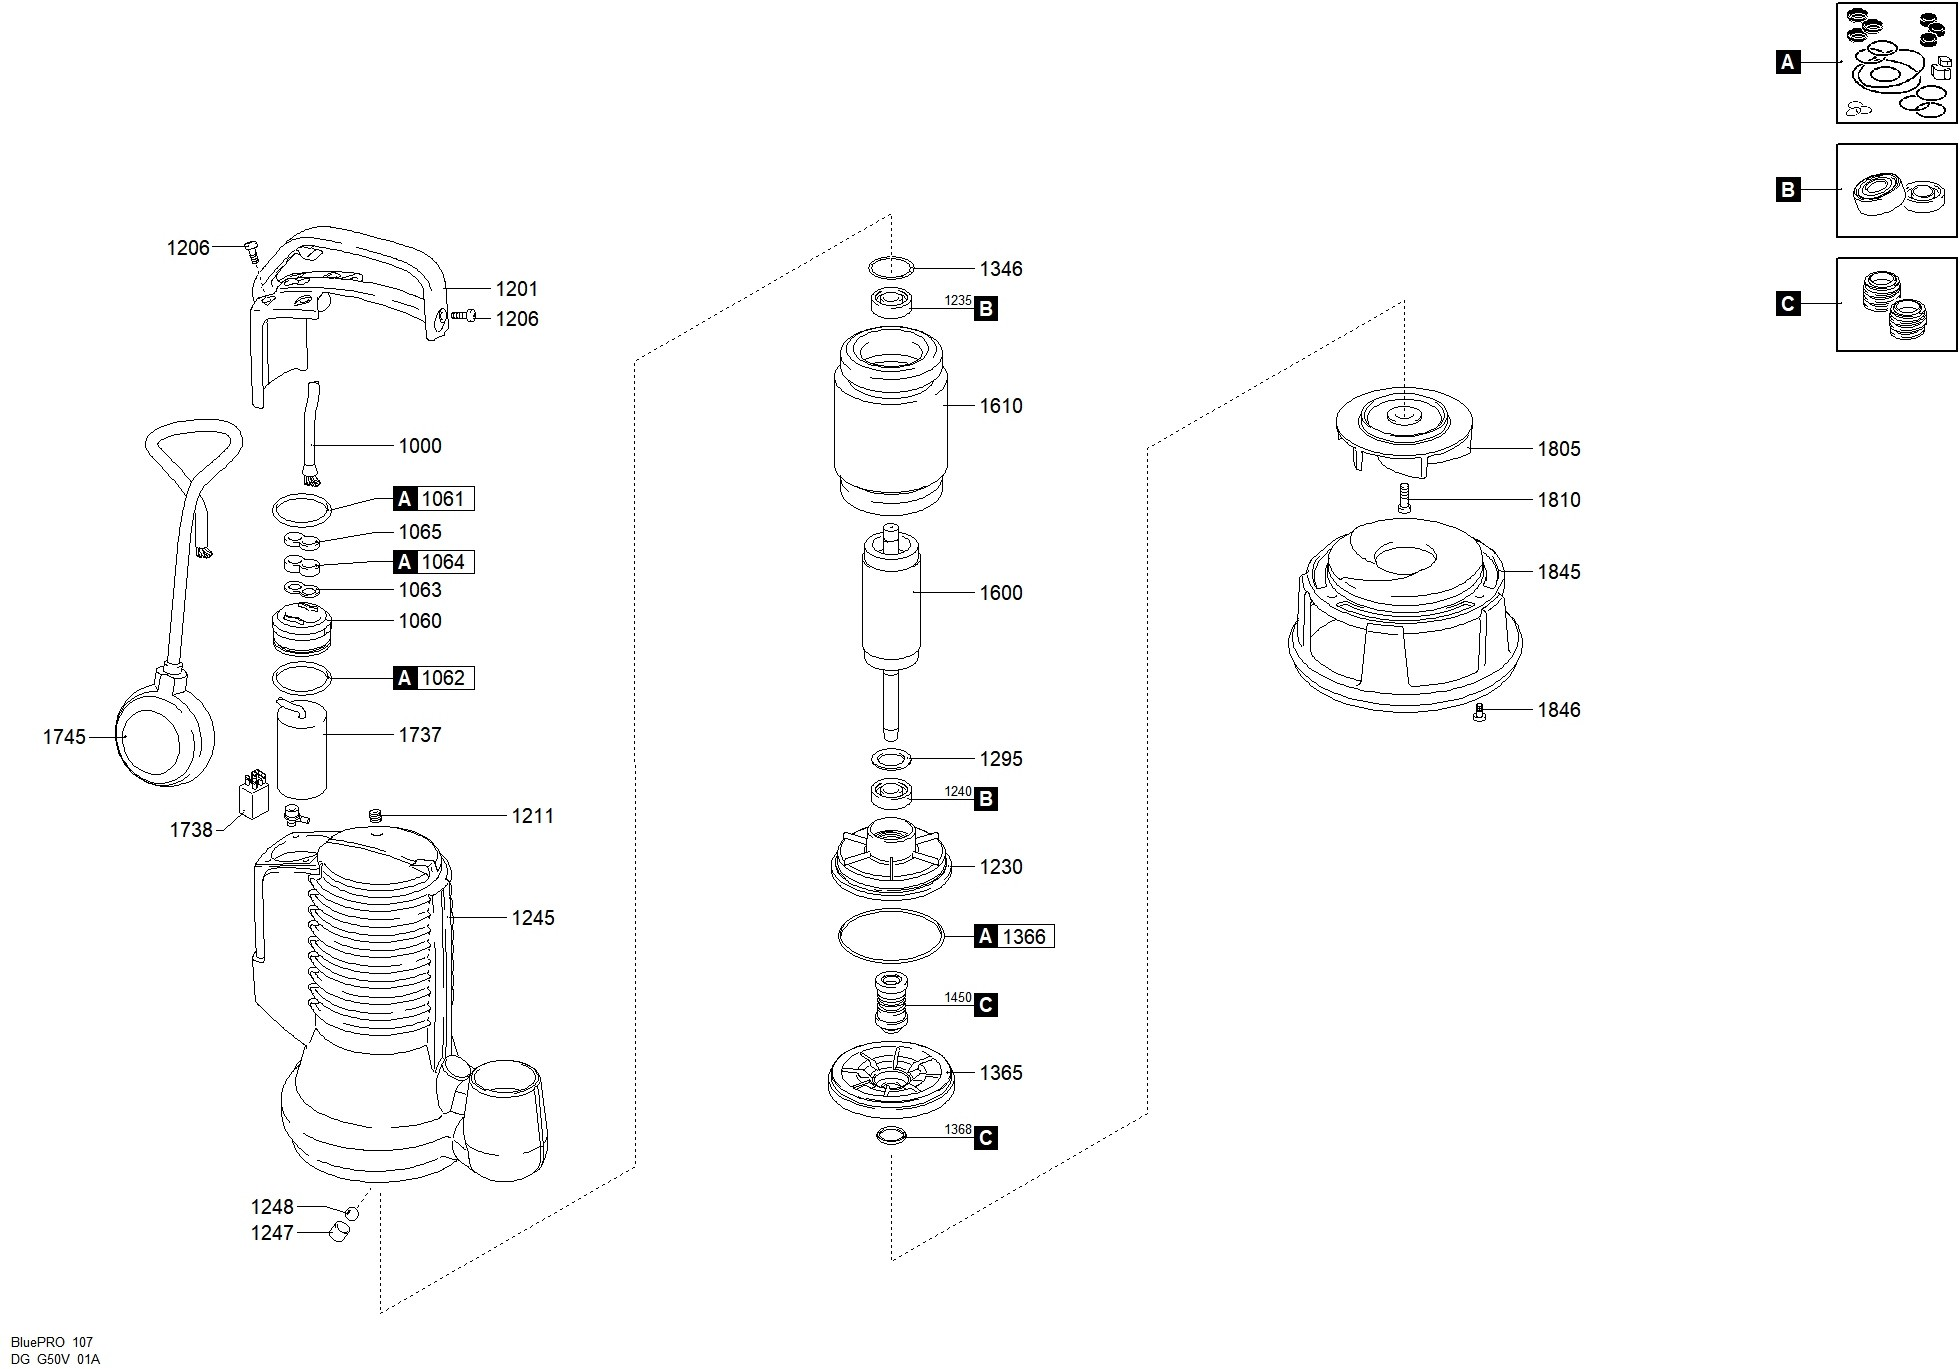 A
B
C
1206
1201
1206
1000
A 1061
1065
A 1064
1063
1060
A 1062
1745
1737
1738
1211
1245
1248
1247
1346
1235 B
1610
1600
1295
1240 B
1230
A 1366
1450 C
1365
1368 C
1805
1810
1845
1846
BluePRO 107
DG G50V 01A